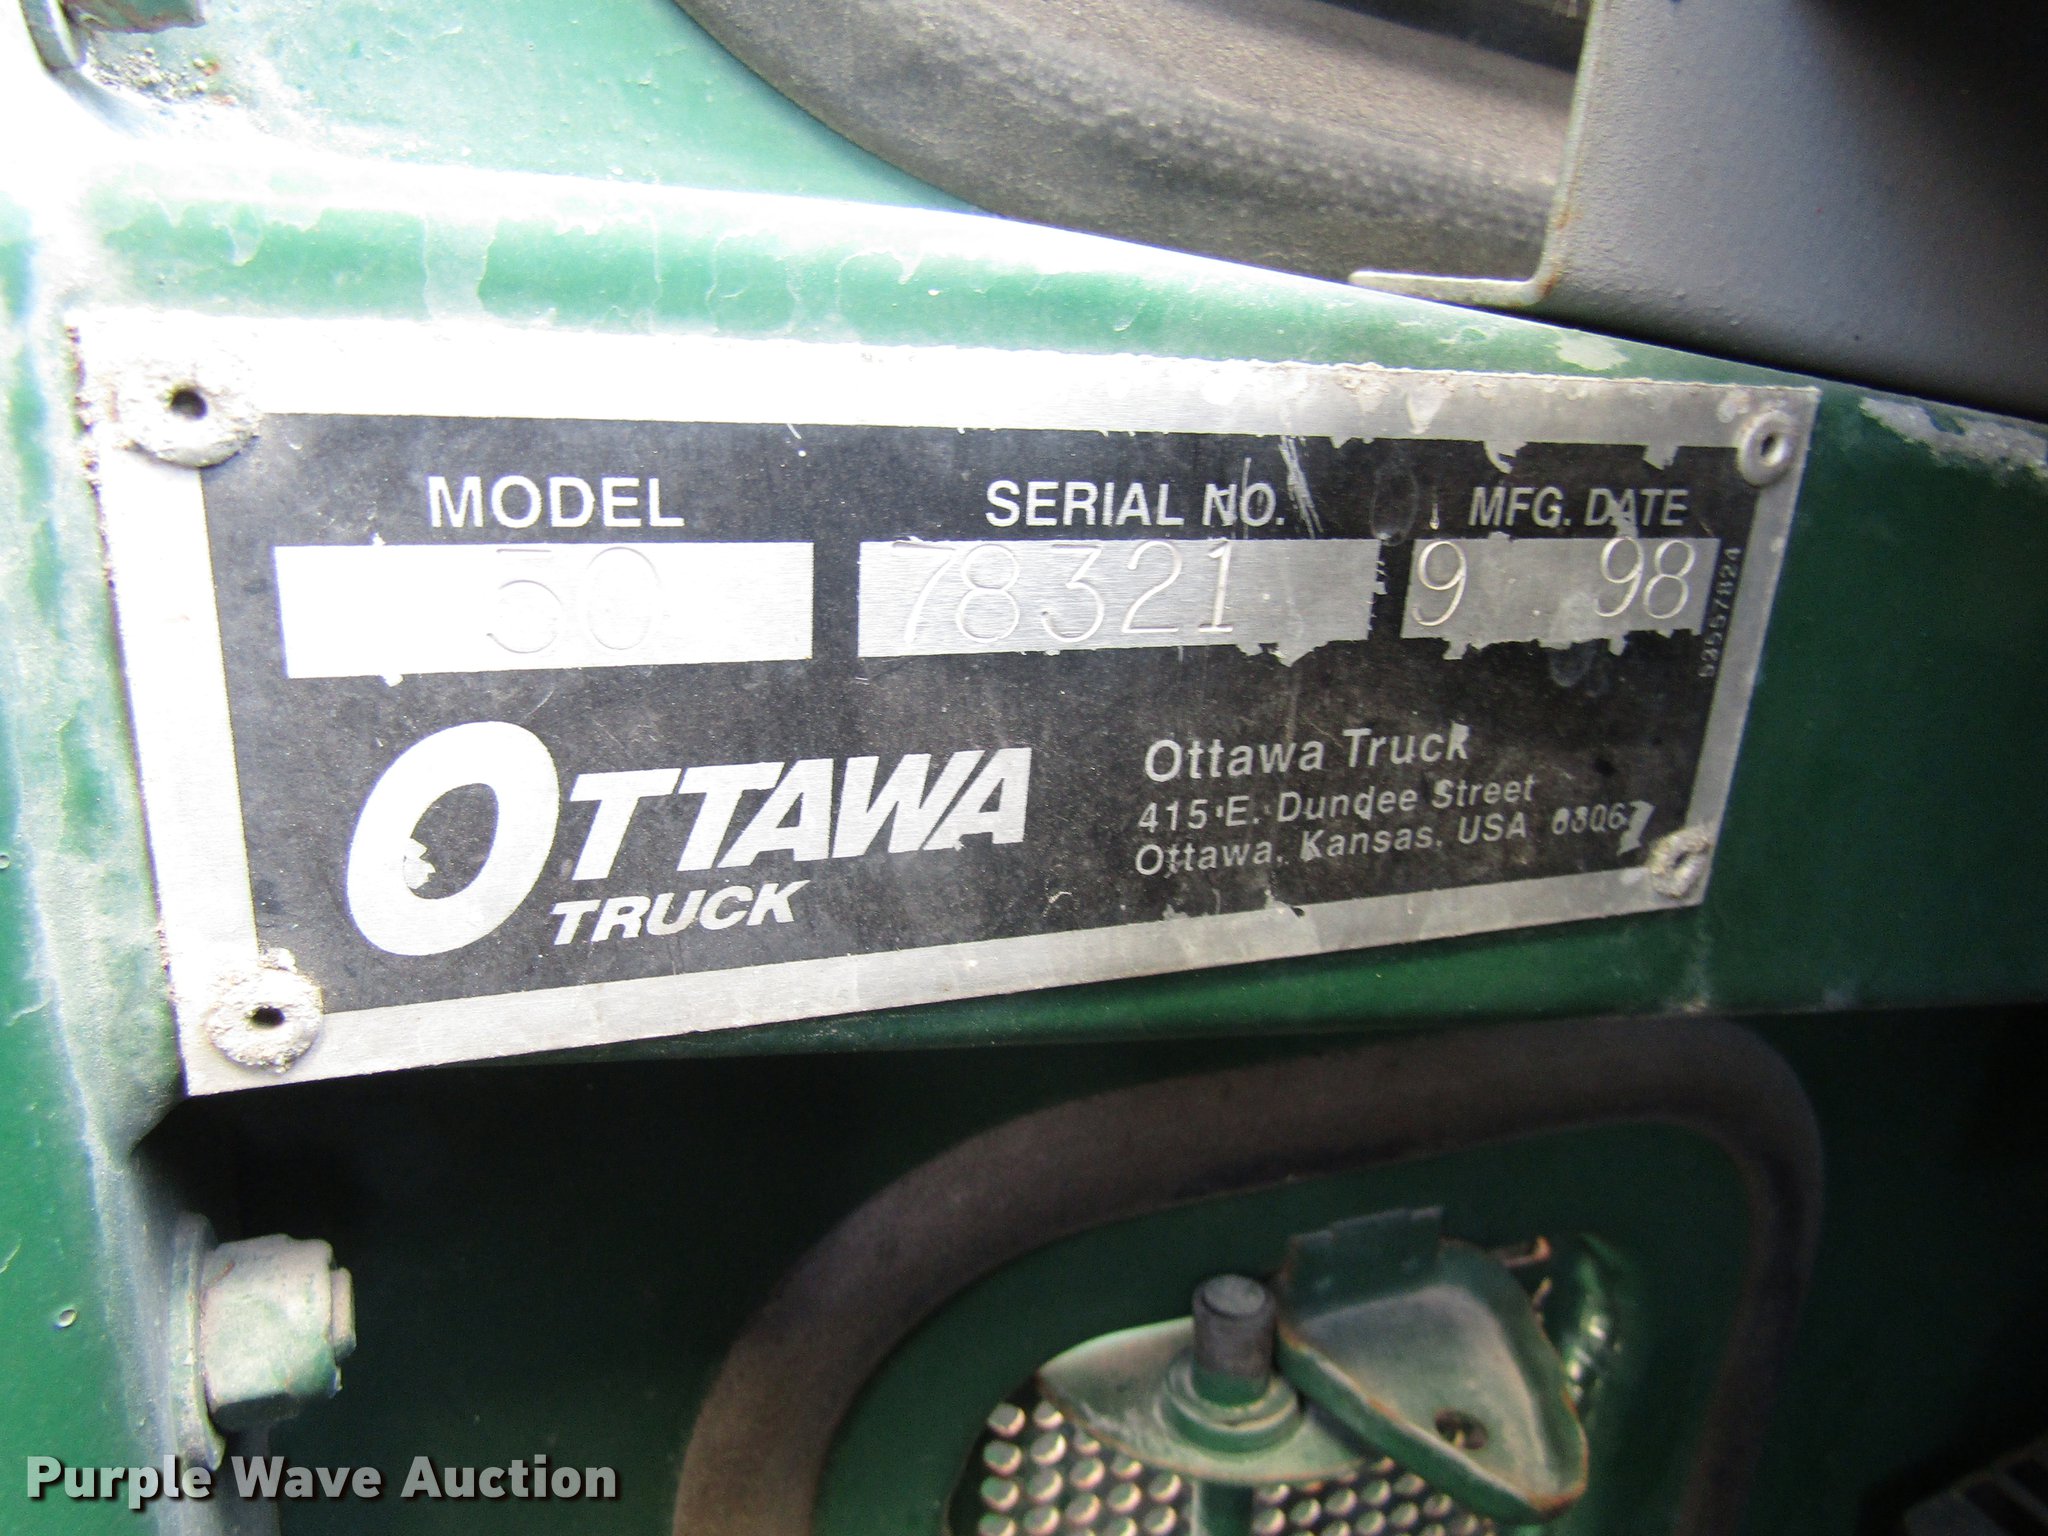 MODEL SERIAL NO. MFG. DATE
50 78321 9 98
OTTAWA
TRUCK
Ottawa Truck
415 E. Dundee Street
Ottawa, Kansas, USA
Purple Wave Auction